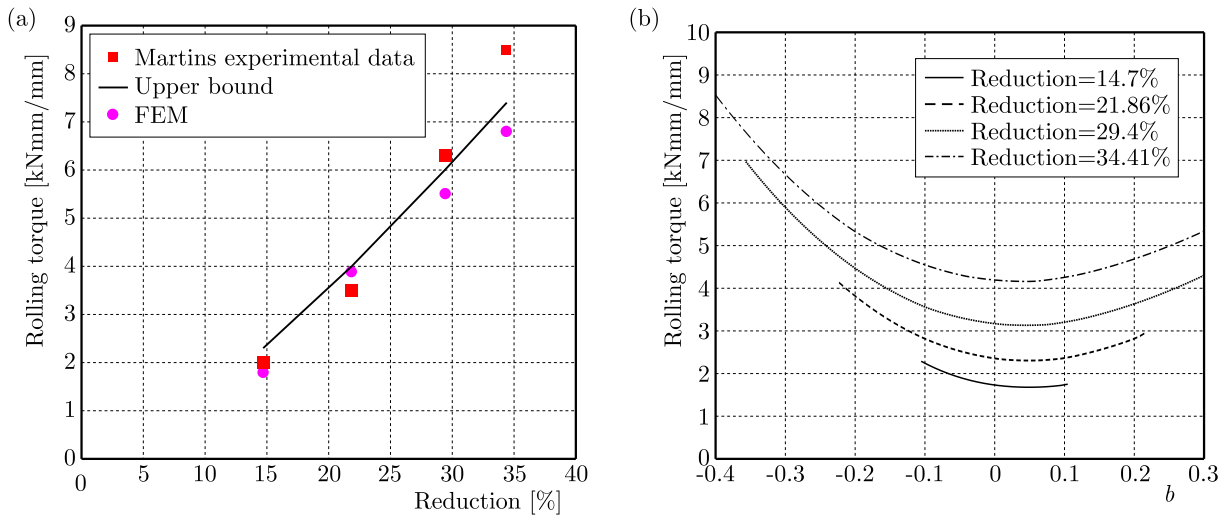 (a)
9
8
7
6
5
4
3
2
1
0
Rolling torque [kNmm/mm]
Martins experimental data
Upper bound
FEM
0 5 10 15 20 25 30 35 40
Reduction [%]
(b)
10
9
8
7
6
5
4
3
2
1
0
Rolling torque [kNmm/mm]
Reduction=14.7%
Reduction=21.86%
Reduction=29.4%
Reduction=34.41%
-0.4 -0.3 -0.2 -0.1 0 0.1 0.2 0.3
b